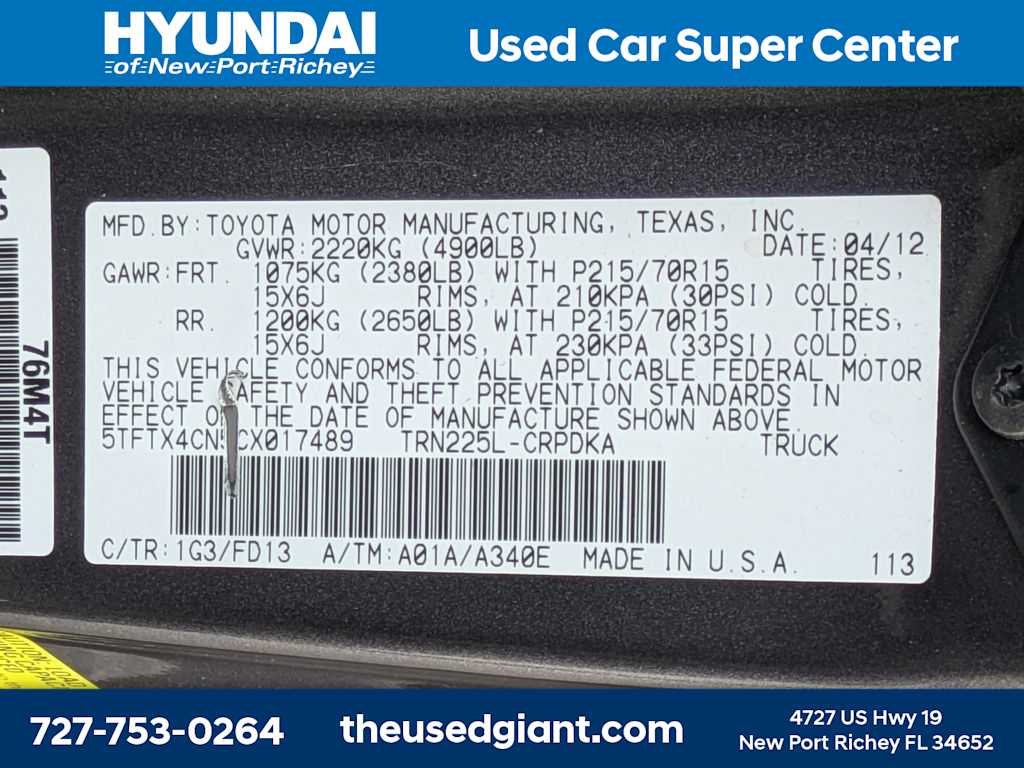 HYUNDAI
of New Port Richey
Used Car Super Center
113
76M4T
MFD. BY: TOYOTA MOTOR MANUFACTURING, TEXAS, INC.
GVWR: 2220KG (4900LB) DATE: 04/12
GAWR: FRT. 1075KG (2380LB) WITH P215/70R15 TIRES,
15X6J RIMS, AT 210KPA (30PSI) COLD.
RR. 1200KG (2650LB) WITH P215/70R15 TIRES,
15X6J RIMS, AT 230KPA (33PSI) COLD.
THIS VEHICLE CONFORMS TO ALL APPLICABLE FEDERAL MOTOR
VEHICLE SAFETY AND THEFT PREVENTION STANDARDS IN
EFFECT ON THE DATE OF MANUFACTURE SHOWN ABOVE.
TRN225L-CRPDKA TRUCK
C/TR: 1G3/FD13 A/TM: A01A/A340E MADE IN U.S.A. 113
727-753-0264
theusedgiant.com
4727 US Hwy 19
New Port Richey FL 34652